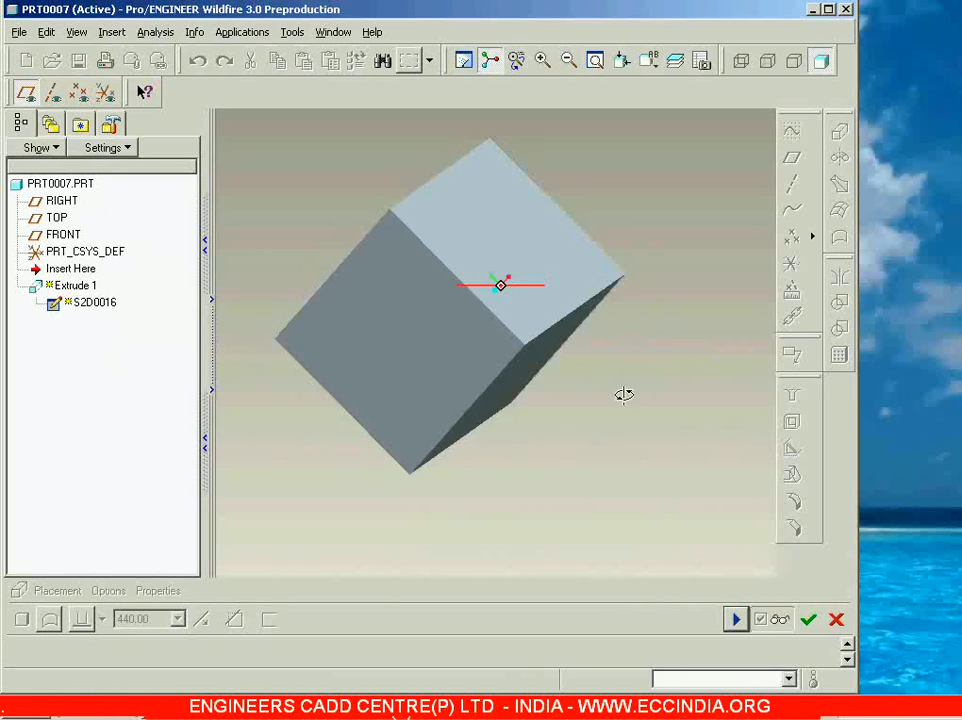 PRT0007 (Active) - Pro/ENGINEER Wildfire 3.0 Preproduction
File Edit View Insert Analysis Info Applications Tools Window Help
Show Settings
PRT0007.PRT
RIGHT
TOP
FRONT
PRT_CSYS_DEF
Insert Here
Extrude 1
S2D0016
Placement Options Properties
440.00
ENGINEERS CADD CENTRE(P) LTD - INDIA - WWW.ECCINDIA.ORG